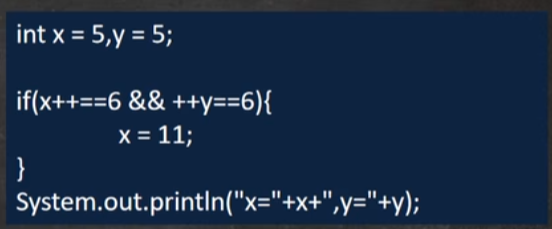 int x = 5,y = 5;
if(x++==6 && ++y==6){
x = 11;
}
System.out.println("x="+x+",y="+y);